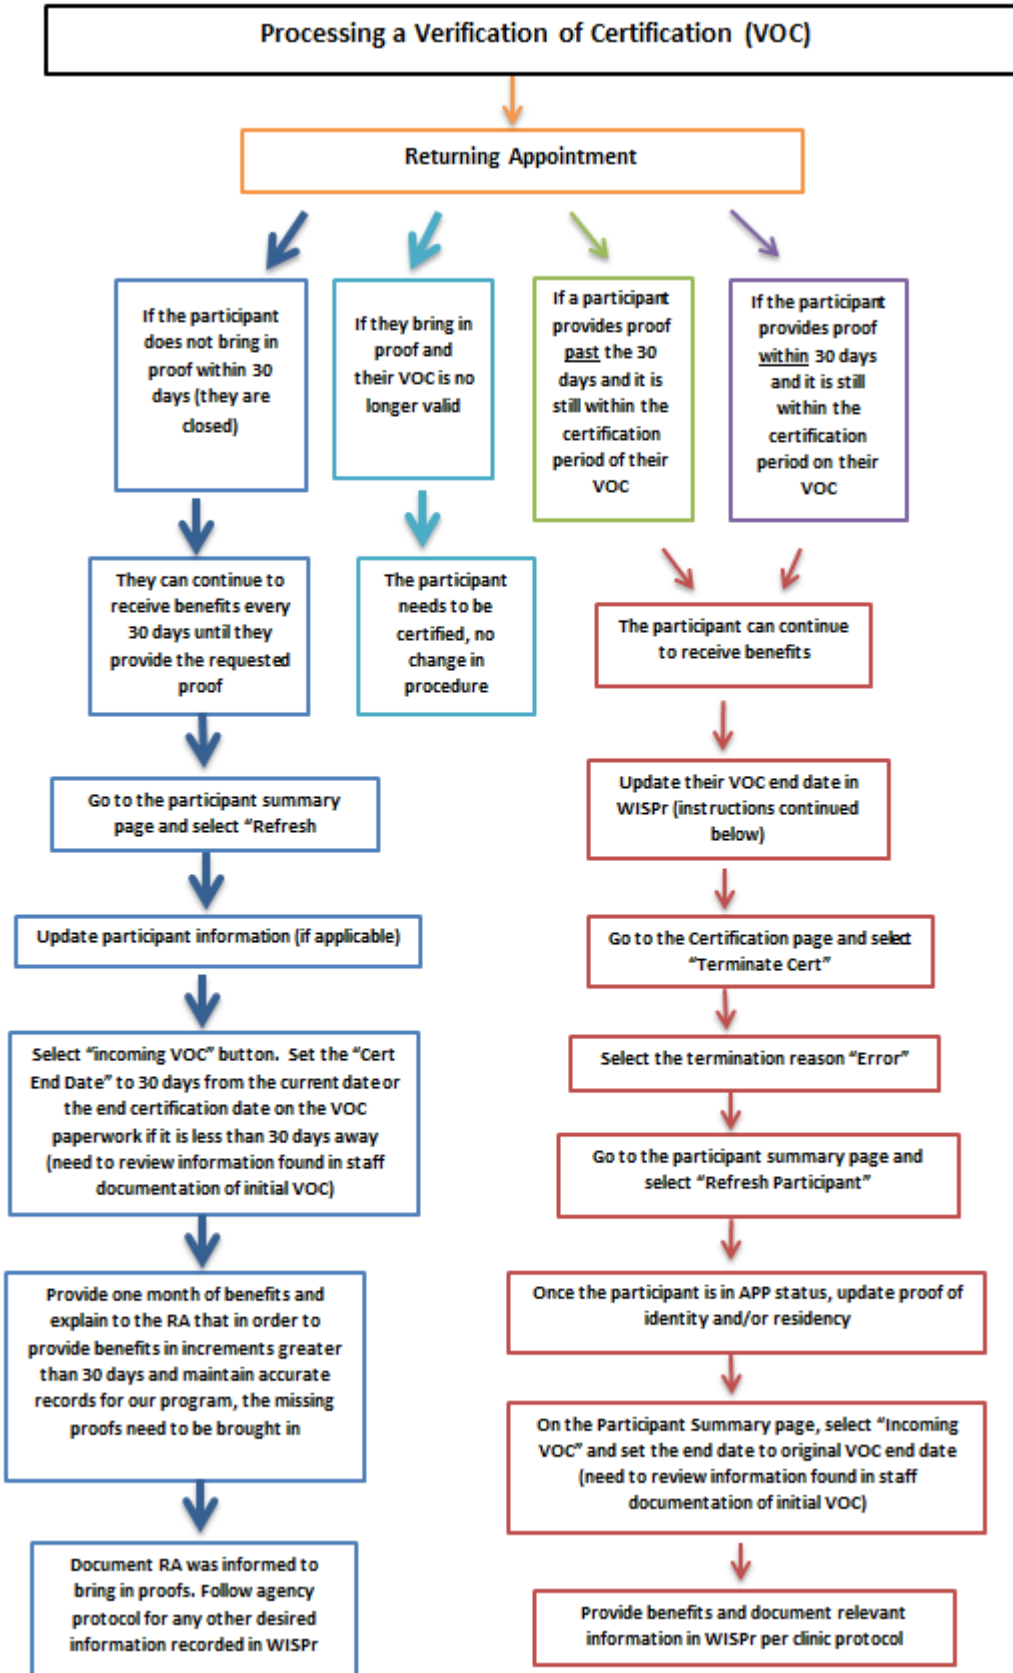 Processing a Verification of Certification (VOC)
Returning Appointment
If the participant
does not bring in
proof within 30
days (they are
closed)
If they bring in
proof and
their VOC is no
longer valid
If a participant
provides proof
past the 30
days and it is
still within the
certification
period of their
VOC
If the participant
provides proof
within 30 days
and it is still
within the
certification
period on their
VOC
They can continue to
receive benefits every
30 days until they
provide the requested
proof
The participant
needs to be
certified, no
change in
procedure
The participant can continue
to receive benefits
Go to the participant summary
page and select “Refresh
Update their VOC end date in
WISPr (instructions continued
below)
Update participant information (if applicable)
Go to the Certification page and select
“Terminate Cert”
Select “incoming VOC” button. Set the “Cert
End Date” to 30 days from the current date or
the end certification date on the VOC
paperwork if it is less than 30 days away
(need to review information found in staff
documentation of initial VOC)
Select the termination reason “Error”
Go to the participant summary page and
select “Refresh Participant”
Provide one month of benefits and
explain to the RA that in order to
provide benefits in increments greater
than 30 days and maintain accurate
records for our program, the missing
proofs need to be brought in
Once the participant is in APP status, update proof of
identity and/or residency
On the Participant Summary page, select “Incoming
VOC” and set the end date to original VOC end date
(need to review information found in staff
documentation of initial VOC)
Document RA was informed to
bring in proofs. Follow agency
protocol for any other desired
information recorded in WISPr
Provide benefits and document relevant
information in WISPr per clinic protocol